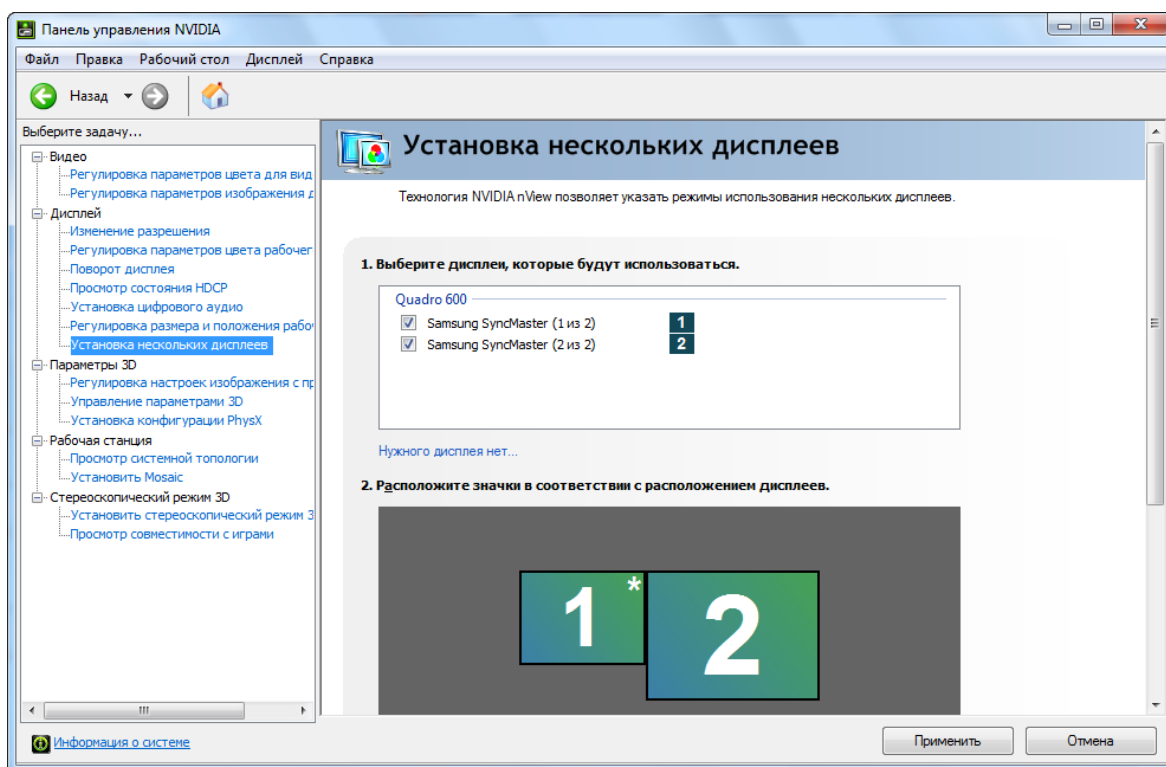 Панель управления NVIDIA
Файл Правка Рабочий стол Дисплей Справка
Назад
Выберите задачу...
Видео
Регулировка параметров цвета для вид
Регулировка параметров изображения д
Дисплей
Изменение разрешения
Регулировка параметров цвета рабочег
Поворот дисплея
Просмотр состояния HDCP
Установка цифрового аудио
Регулировка размера и положения рабо
Установка нескольких дисплеев
Параметры 3D
Регулировка настроек изображения с пр
Управление параметрами 3D
Установка конфигурации PhysX
Рабочая станция
Просмотр системной топологии
Установить Mosaic
Стереоскопический режим 3D
Установить стереоскопический режим 3
Просмотр совместимости с играми
Установка нескольких дисплеев
Технология NVIDIA nView позволяет указать режимы использования нескольких дисплеев.
1. Выберите дисплеи, которые будут использоваться.
Quadro 600
Samsung SyncMaster (1 из 2) 1
Samsung SyncMaster (2 из 2) 2
Нужного дисплея нет...
2. Расположите значки в соответствии с расположением дисплеев.
1 * 2
Информация о системе
Применить Отмена